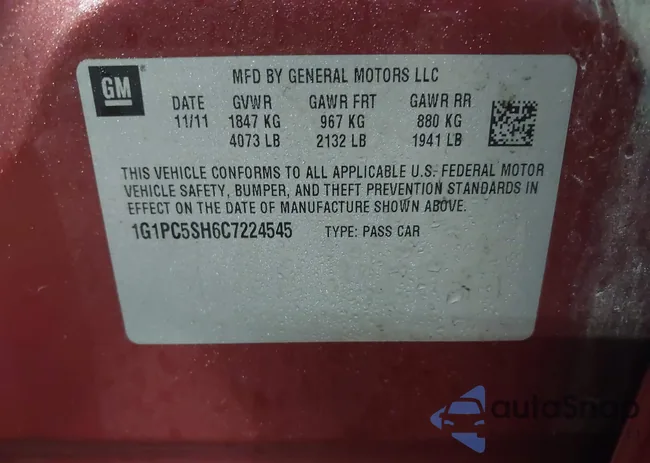 GM
MFD BY GENERAL MOTORS LLC
DATE GVWR GAWR FRT GAWR RR
11/11 1847 KG 967 KG 880 KG
4073 LB 2132 LB 1941 LB
THIS VEHICLE CONFORMS TO ALL APPLICABLE U.S. FEDERAL MOTOR
VEHICLE SAFETY, BUMPER, AND THEFT PREVENTION STANDARDS IN
EFFECT ON THE DATE OF MANUFACTURE SHOWN ABOVE.
1G1PC5SH6C7224545 TYPE: PASS CAR
autoSnap